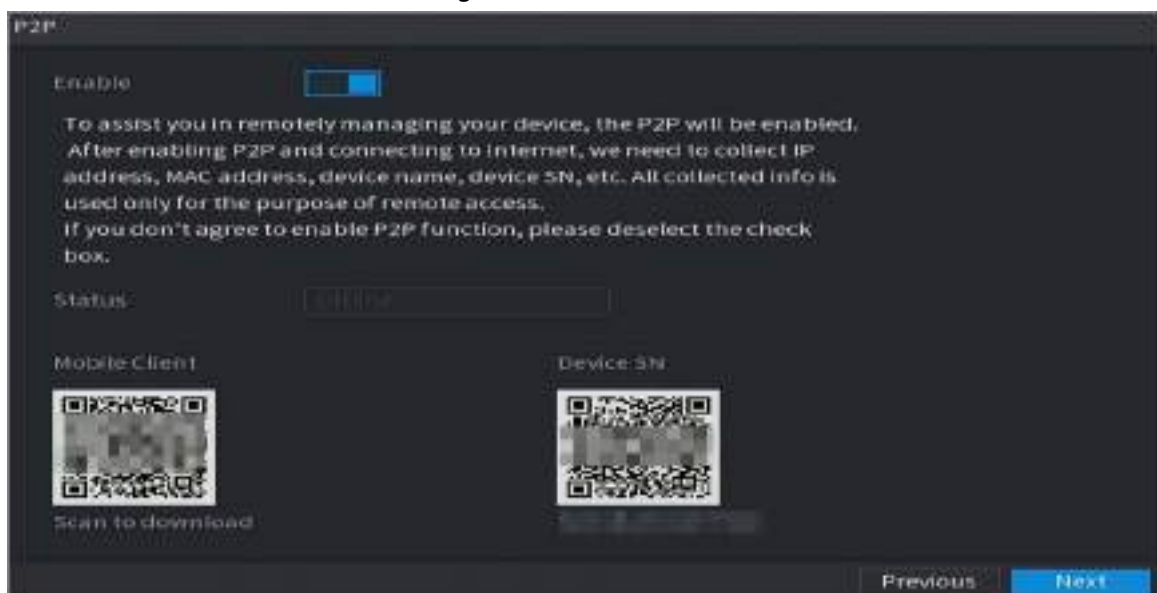 P2P
Enable
To assist you in remotely managing your device, the P2P will be enabled.
After enabling P2P and connecting to Internet, we need to collect IP
address, MAC address, device name, device SN, etc. All collected info is
used only for the purpose of remote access.
If you don't agree to enable P2P function, please deselect the check
box.
Status
Mobile Client
Device SN
Scan to download
Previous
Next